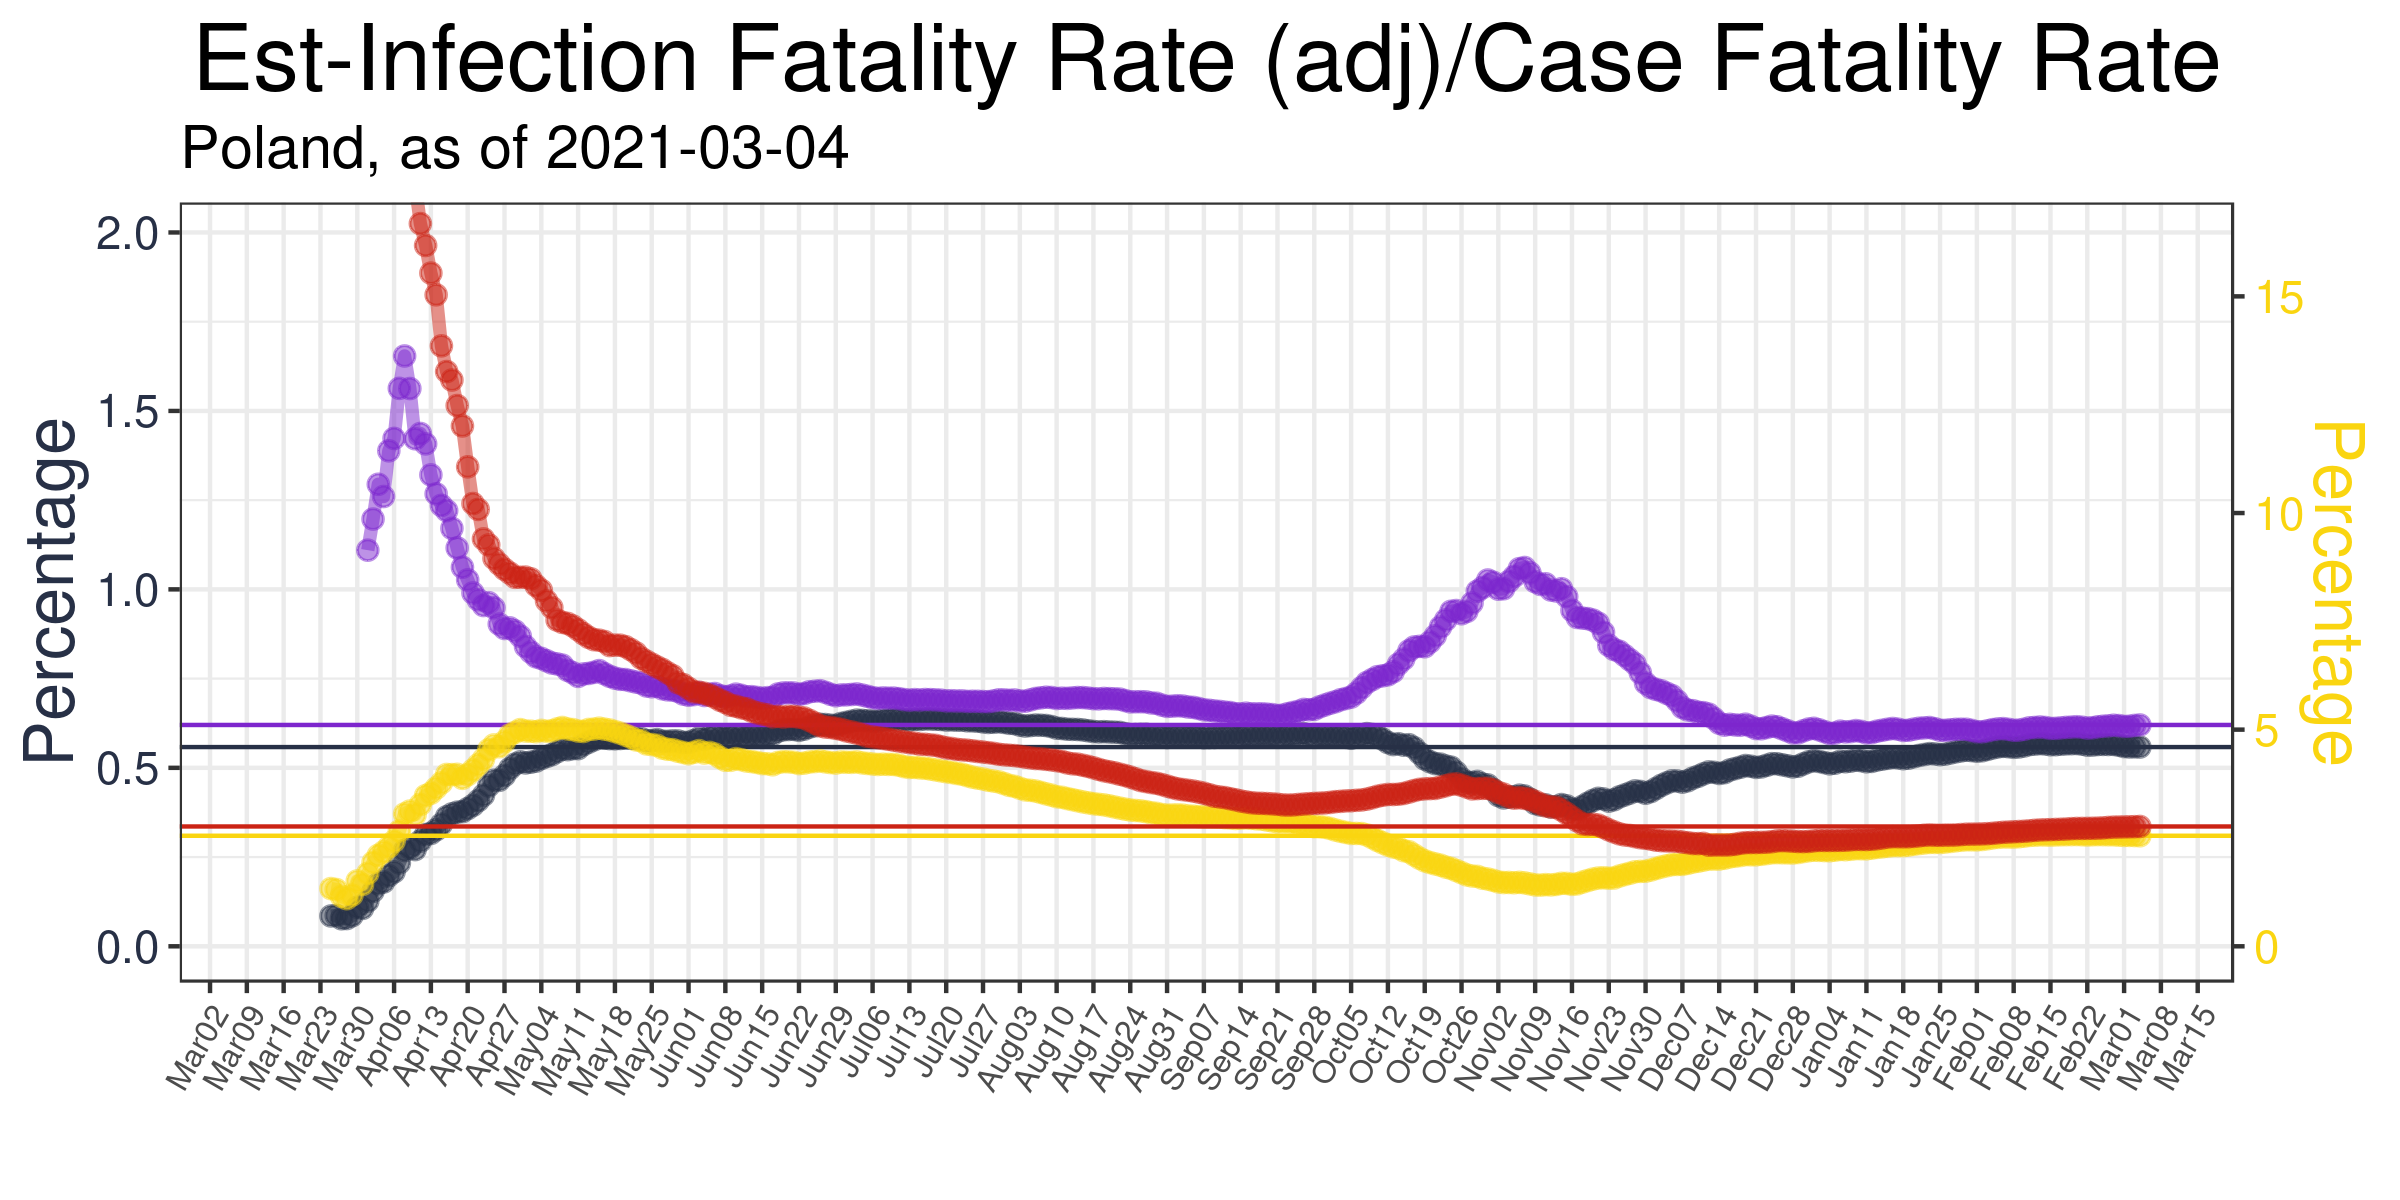 Est-Infection Fatality Rate (adj)/Case Fatality Rate
Poland, as of 2021-03-04
Percentage
2.0
1.5
1.0
0.5
0.0
15
10
5
0
Percentage
Mar02
Mar09
Mar16
Mar23
Mar30
Apr06
Apr13
Apr20
Apr27
May04
May11
May18
May25
Jun01
Jun08
Jun15
Jun22
Jun29
Jul06
Jul13
Jul20
Jul27
Aug03
Aug10
Aug17
Aug24
Aug31
Sep07
Sep14
Sep21
Sep28
Oct05
Oct12
Oct19
Oct26
Nov02
Nov09
Nov16
Nov23
Nov30
Dec07
Dec14
Dec21
Dec28
Jan04
Jan11
Jan18
Jan25
Feb01
Feb08
Feb15
Feb22
Mar01
Mar08
Mar15